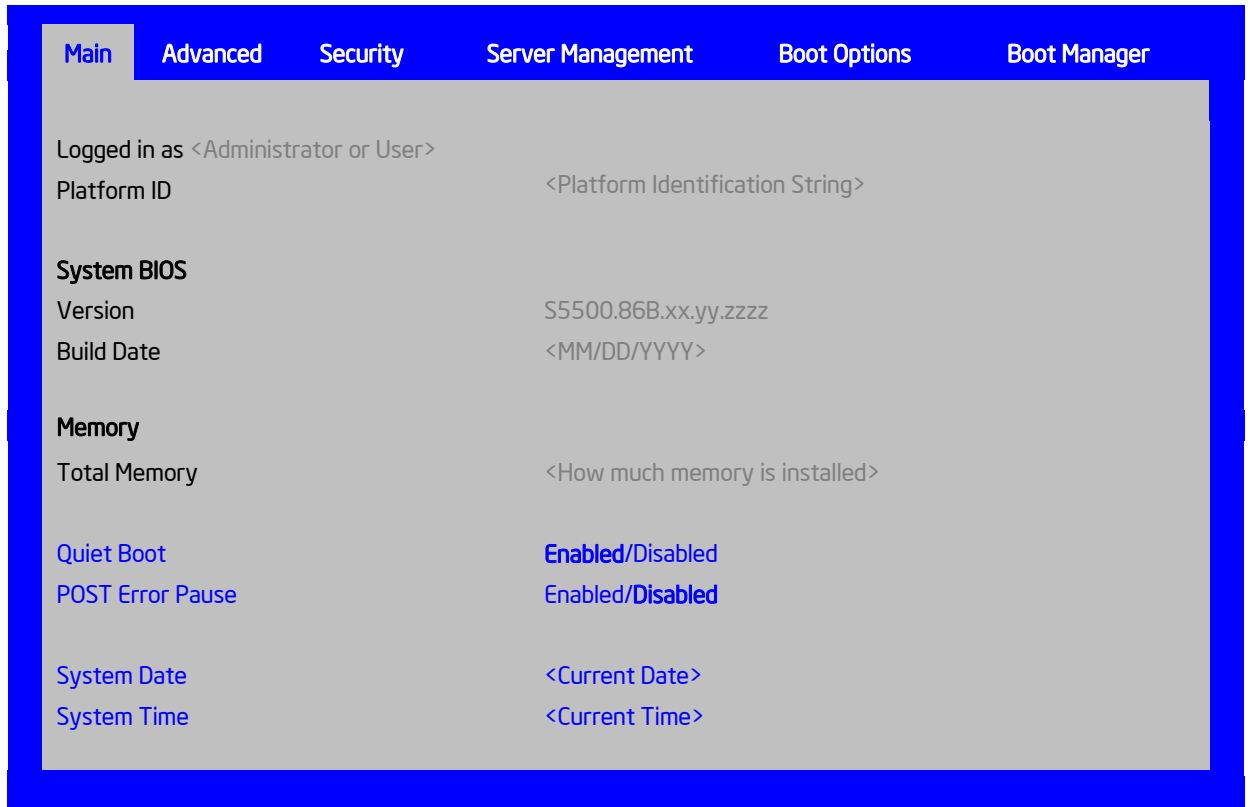 Main Advanced Security Server Management Boot Options Boot Manager
Logged in as <Administrator or User>
Platform ID <Platform Identification String>
System BIOS
Version S5500.86B.xx.yy.zzzz
Build Date <MM/DD/YYYY>
Memory
Total Memory <How much memory is installed>
Quiet Boot Enabled/Disabled
POST Error Pause Enabled/Disabled
System Date <Current Date>
System Time <Current Time>